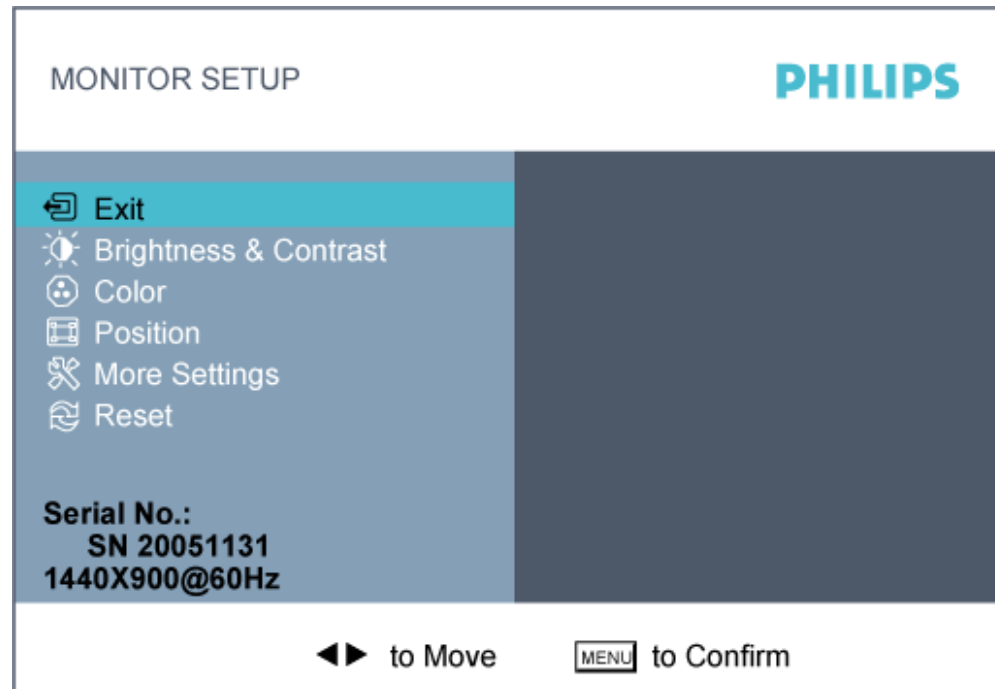 MONITOR SETUP
PHILIPS
Exit
Brightness & Contrast
Color
Position
More Settings
Reset
Serial No.:
SN 20051131
1440X900@60Hz
◀▶ to Move MENU to Confirm